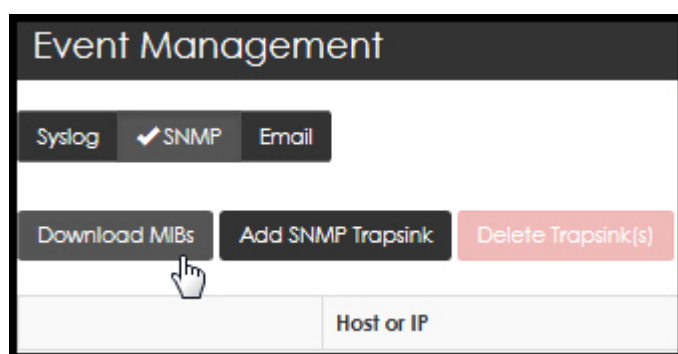 Event Management
Syslog ✔SNMP Email
Download MIBs Add SNMP Trapsink Delete Trapsink(s)
Host or IP